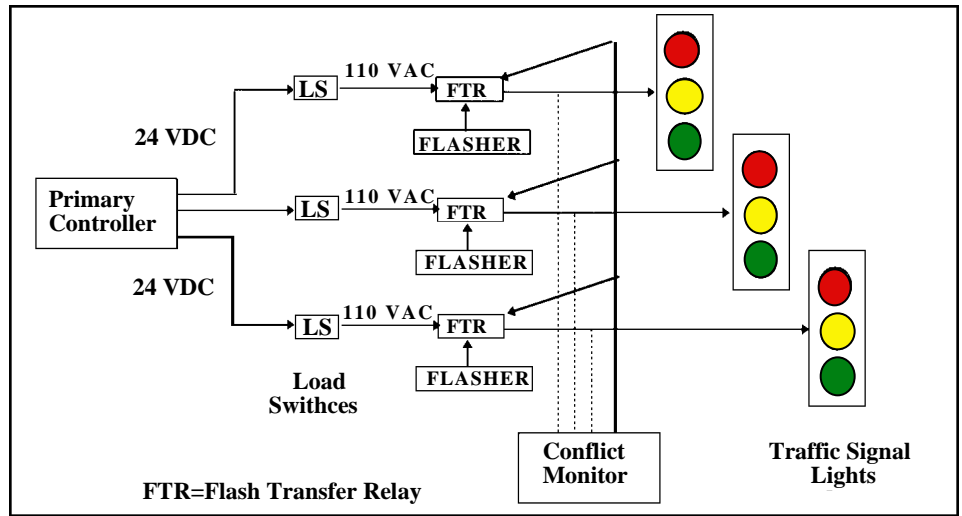 110 VAC
LS
FTR
24 VDC
FLASHER
Primary
Controller
110 VAC
LS
FTR
FLASHER
24 VDC
110 VAC
LS
FTR
FLASHER
Load
Swithces
Conflict
Monitor
Traffic Signal
Lights
FTR=Flash Transfer Relay